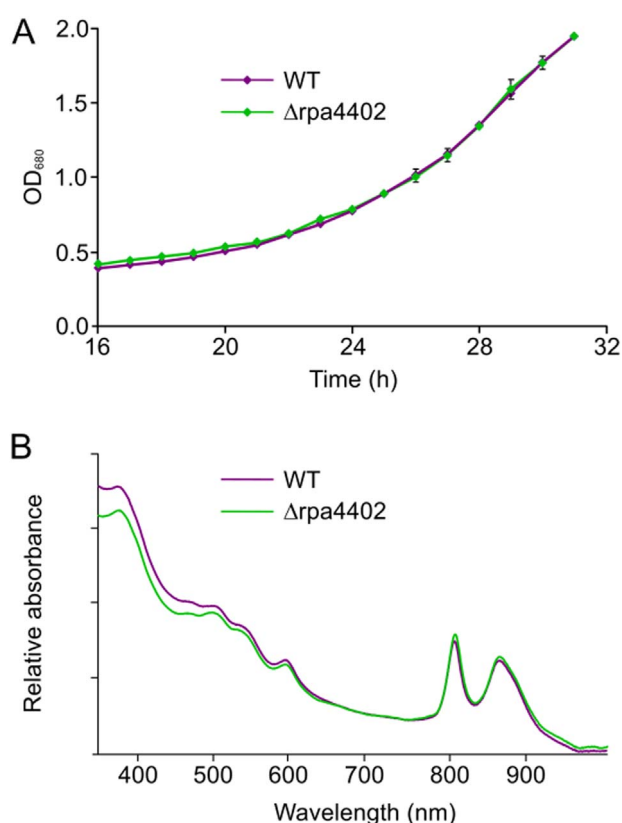 A
2.0
1.5
1.0
0.5
0.0
OD680
WT
Δrpa4402
16 20 24 28 32
Time (h)
B
WT
Δrpa4402
Relative absorbance
400 500 600 700 800 900
Wavelength (nm)